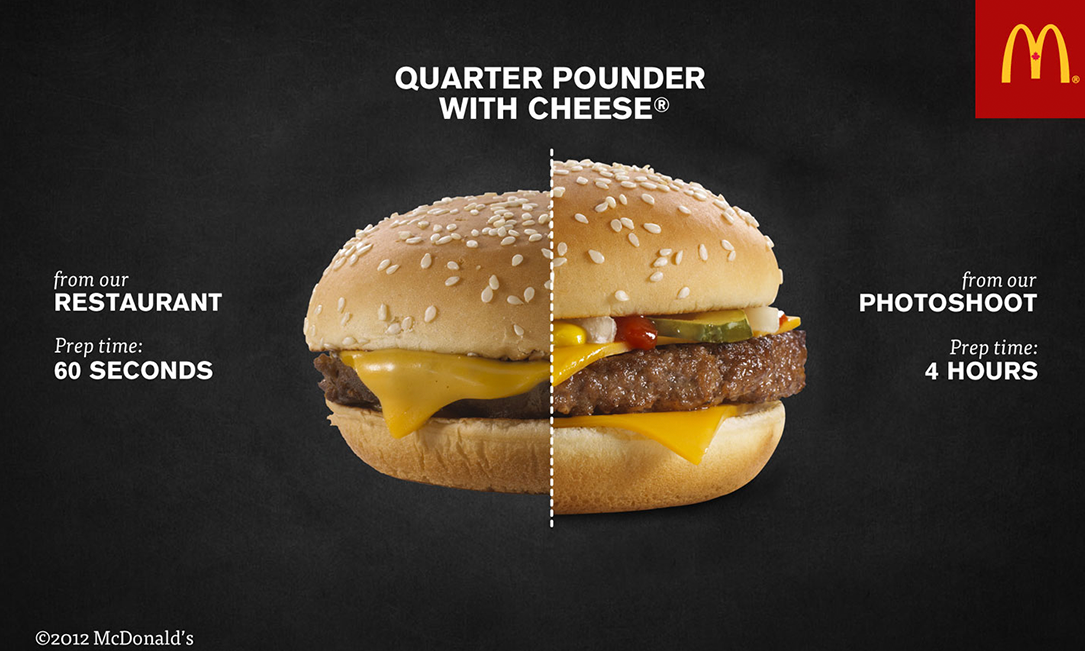 QUARTER POUNDER
WITH CHEESE®
from our
RESTAURANT
Prep time:
60 SECONDS
from our
PHOTOSHOOT
Prep time:
4 HOURS
®
©2012 McDonald's